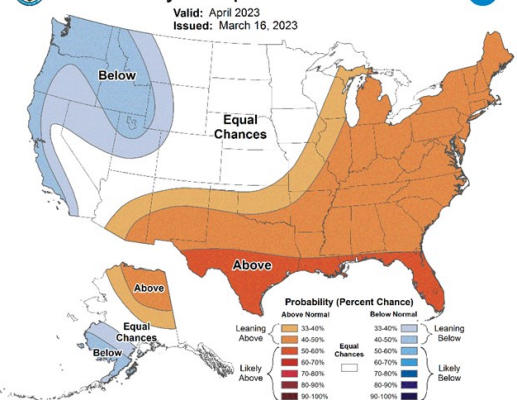 Valid: April 2023
Issued: March 16, 2023
Below
Equal
Chances
Above
Above
Equal
Chances
Below
Probability (Percent Chance)
Above Normal
Below Normal
Leaning
Above
33-40%
40-50%
50-60%
60-70%
70-80%
80-90%
90-100%
Likely
Above
Equal
Chances
33-40%
40-50%
50-60%
60-70%
70-80%
80-90%
90-100%
Leaning
Below
Likely
Below